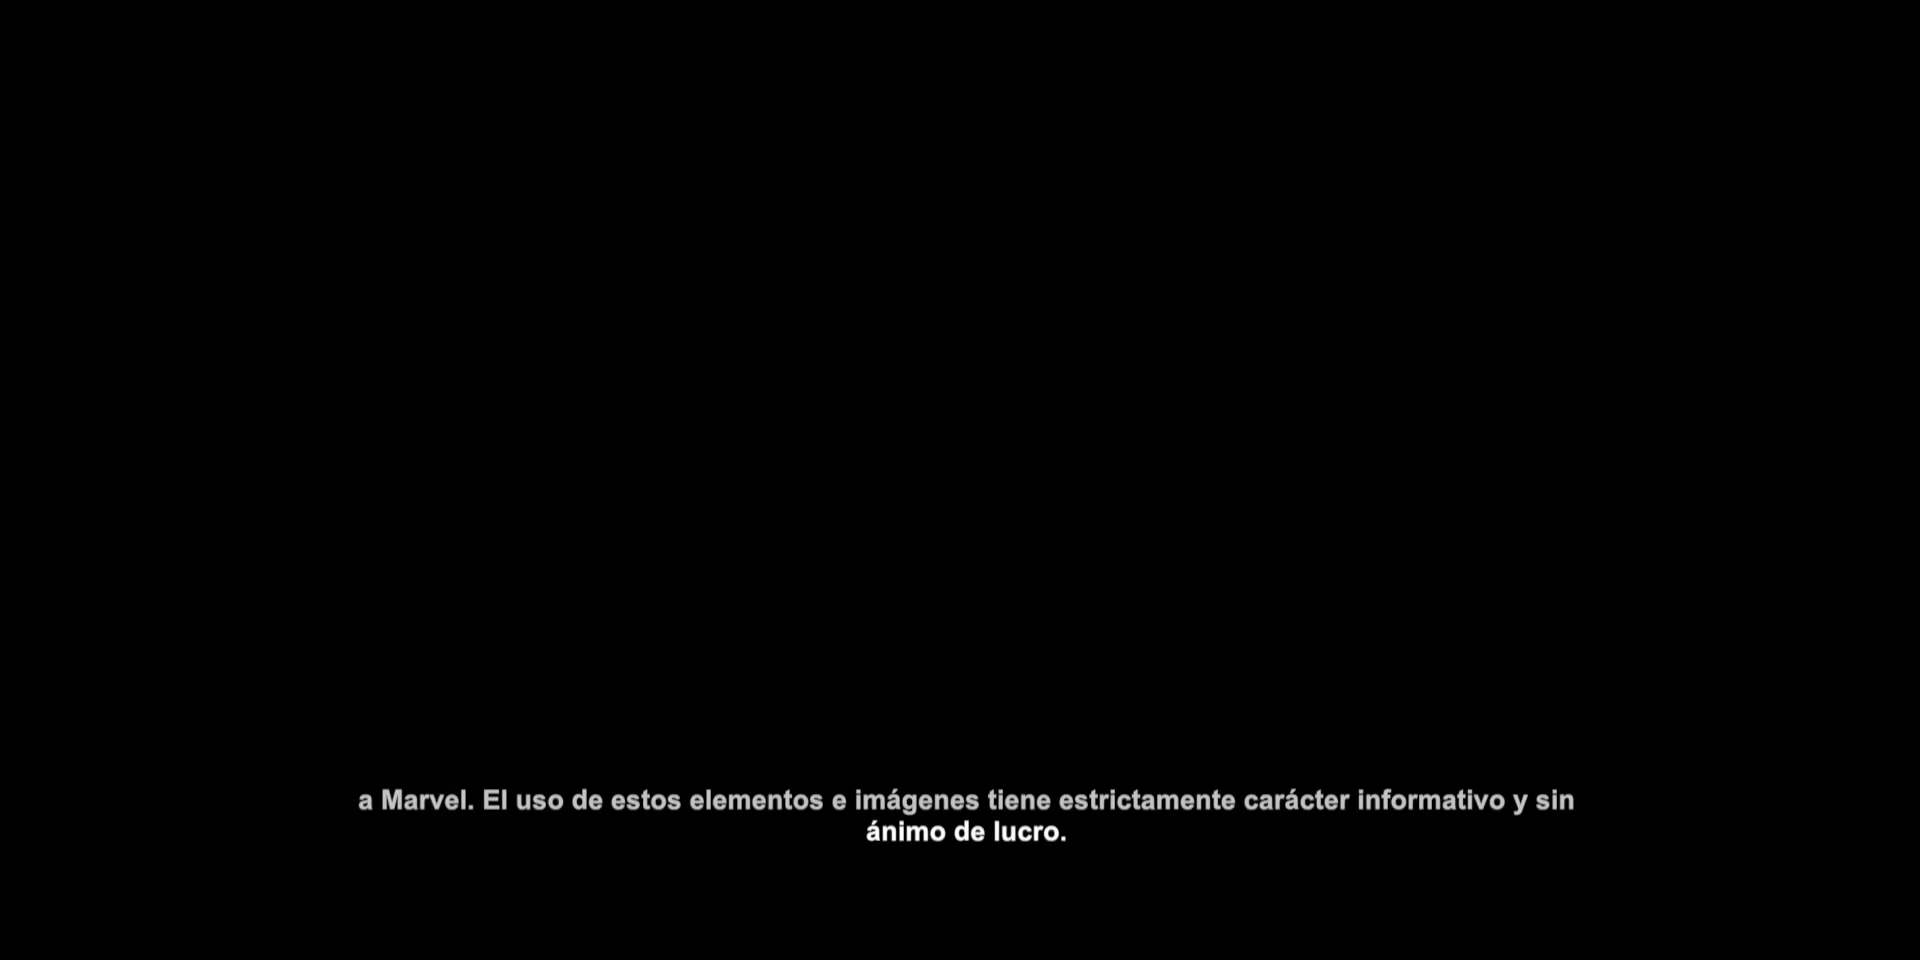 a Marvel. El uso de estos elementos e imágenes tiene estrictamente carácter informativo y sin
ánimo de lucro.